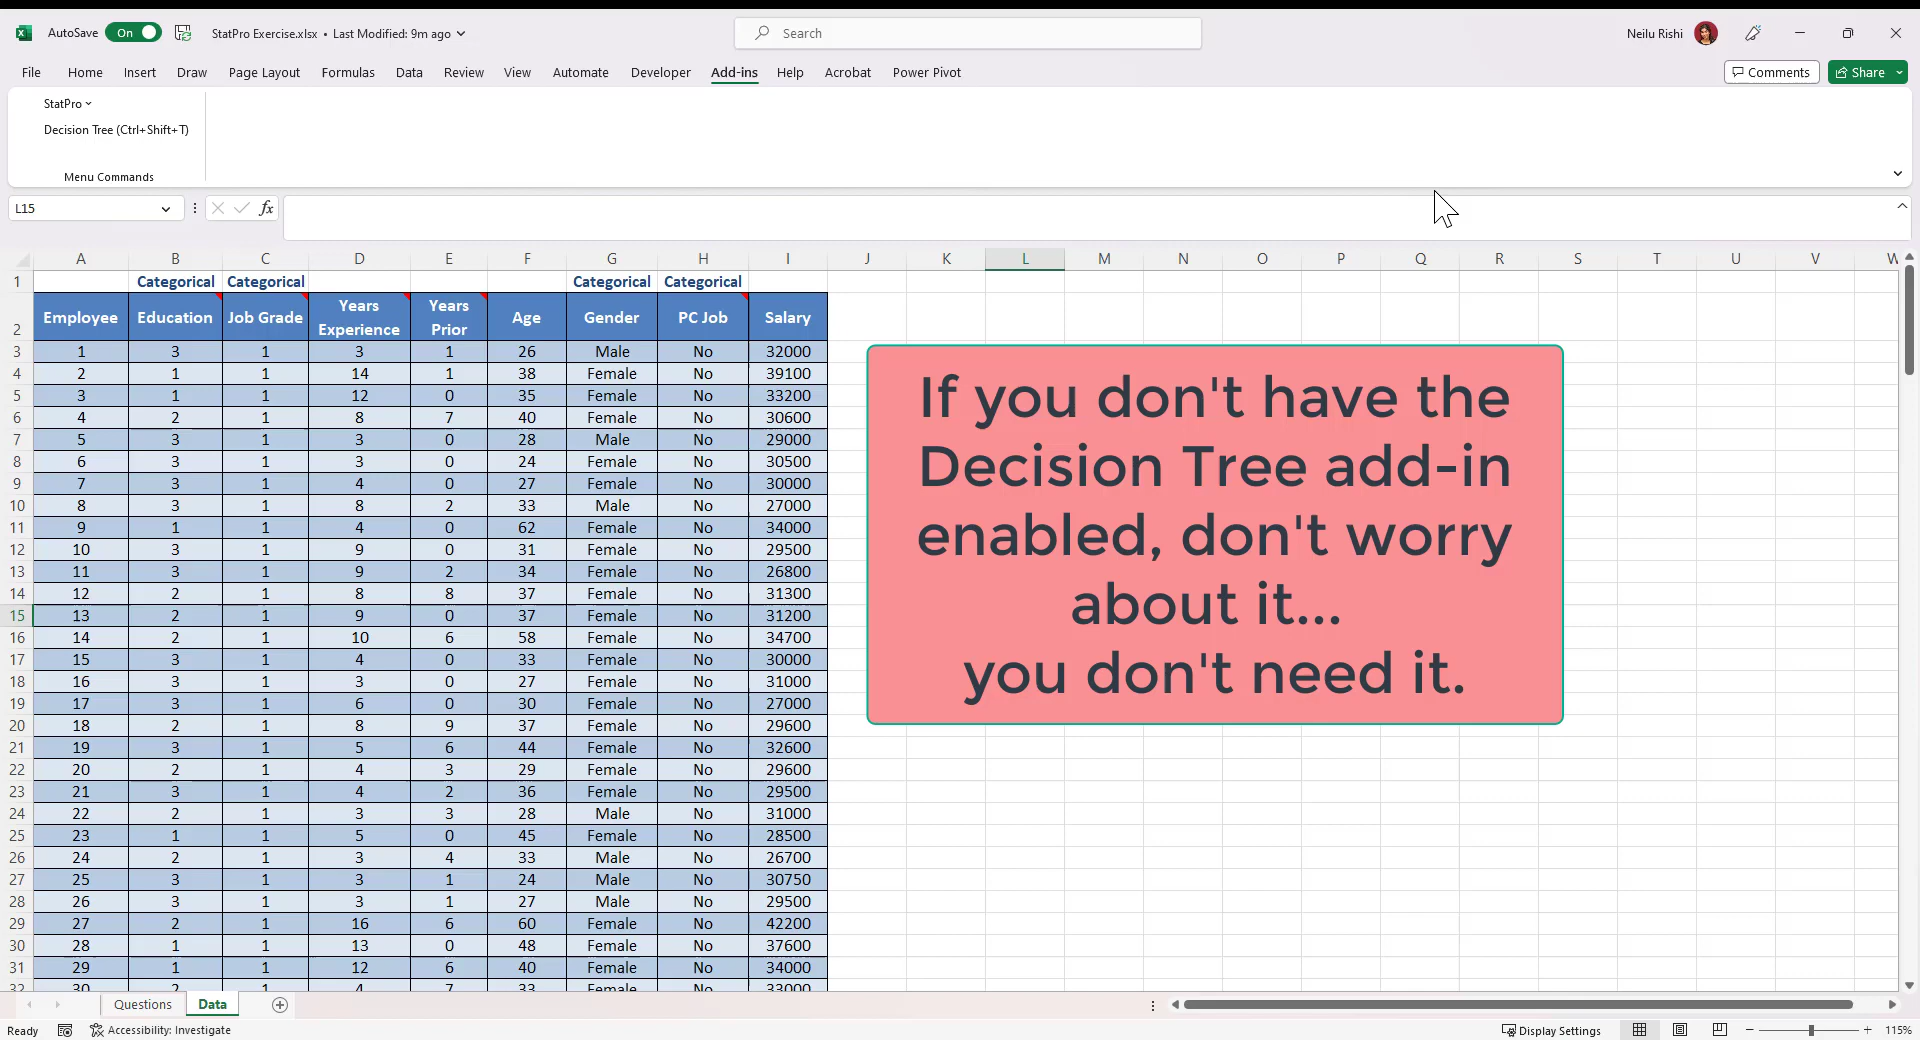 AutoSave On StatPro Exercise.xlsx • Last Modified: 9m ago Search Neilu Rishi
File Home Insert Draw Page Layout Formulas Data Review View Automate Developer Add-ins Help Acrobat Power Pivot Comments Share
StatPro
Decision Tree (Ctrl+Shift+T)
Menu Commands
L15 fx
A B C D E F G H I J K L M N O P Q R S T U V W
1 Categorical Categorical Categorical Categorical
2 Employee Education Job Grade Years Experience Years Prior Age Gender PC Job Salary
3 1 3 1 3 1 26 Male No 32000
4 2 1 1 14 1 38 Female No 39100
5 3 1 1 12 0 35 Female No 33200
6 4 2 1 8 7 40 Female No 30600
7 5 3 1 3 0 28 Male No 29000
8 6 3 1 3 0 24 Female No 30500
9 7 3 1 4 0 27 Female No 30000
10 8 3 1 8 2 33 Male No 27000
11 9 1 1 4 0 62 Female No 34000
12 10 3 1 9 0 31 Female No 29500
13 11 3 1 9 2 34 Female No 26800
14 12 2 1 8 8 37 Female No 31300
15 13 2 1 9 0 37 Female No 31200
16 14 2 1 10 6 58 Female No 34700
17 15 3 1 4 0 33 Female No 30000
18 16 3 1 3 0 27 Female No 31000
19 17 3 1 6 0 30 Female No 27000
20 18 2 1 8 9 37 Female No 29600
21 19 3 1 5 6 44 Female No 32600
22 20 2 1 4 3 29 Female No 29600
23 21 3 1 4 2 36 Female No 29500
24 22 2 1 3 3 28 Male No 31000
25 23 1 1 5 0 45 Female No 28500
26 24 2 1 3 4 33 Male No 26700
27 25 3 1 3 1 24 Male No 30750
28 26 3 1 3 1 27 Male No 29500
29 27 2 1 16 6 60 Female No 42200
30 28 1 1 13 0 48 Female No 37600
31 29 1 1 12 6 40 Female No 34000
32 30 2 1 4 7 33 Female No 33000
If you don't have the
Decision Tree add-in
enabled, don't worry
about it...
you don't need it.
Questions Data
Ready Accessibility: Investigate Display Settings 115%